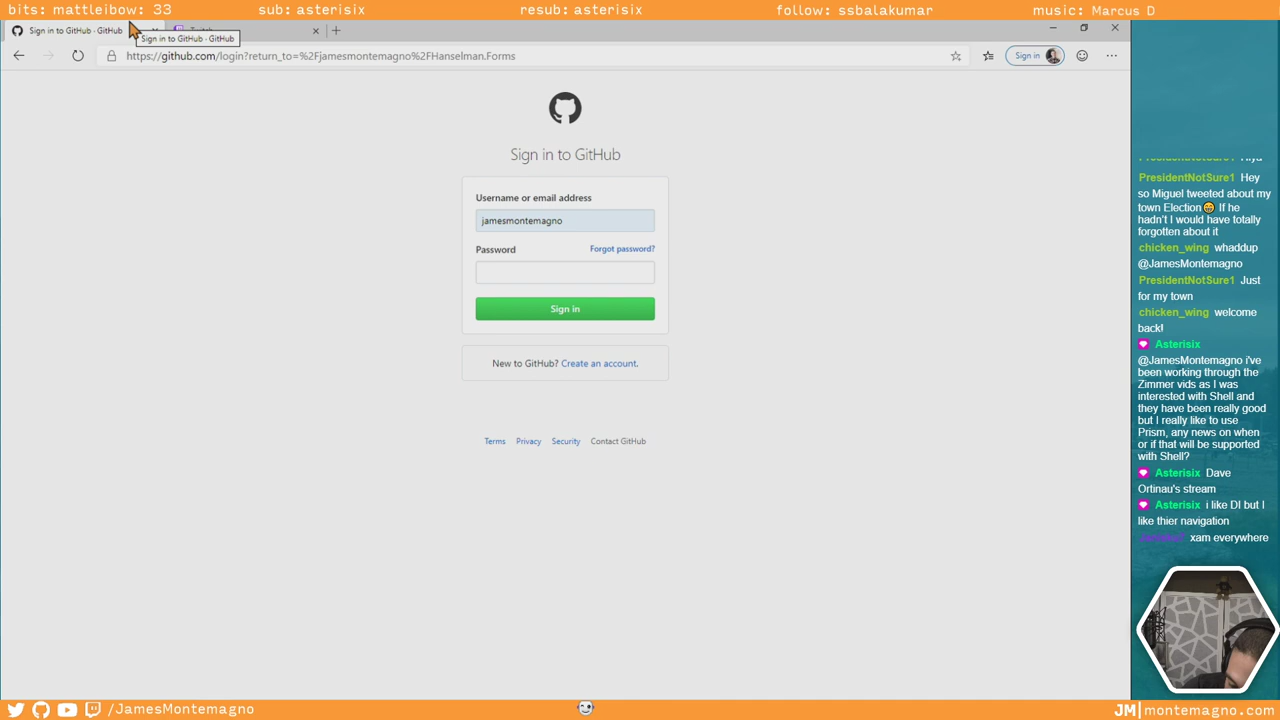 bits: mattleibow: 33
sub: asterisix
resub: asterisix
follow: ssbalakumar
music: Marcus D
Sign in to GitHub · GitHub
Sign in to GitHub - GitHub
https://github.com/login?return_to=%2Fjamesmontemagno%2FHanselman.Forms
Sign in
Sign in to GitHub
Username or email address
jamesmontemagno
Password
Forgot password?
Sign in
New to GitHub? Create an account.
Terms
Privacy
Security
Contact GitHub
PresidentNotSure1 Hey
so Miguel tweeted about my
town Election If he
hadn't I would have totally
forgotten about it
chicken_wing whaddup
@JamesMontemagno
PresidentNotSure1 Just
for my town
chicken_wing welcome
back!
Asterisix
@JamesMontemagno i've
been working through the
Zimmer vids as I was
interested with Shell and
they have been really good
but I really like to use
Prism, any news on when
or if that will be supported
with Shell?
Asterisix Dave
Ortinau's stream
Asterisix i like DI but I
like thier navigation
xam everywhere
/JamesMontemagno
JM|montemagno.com